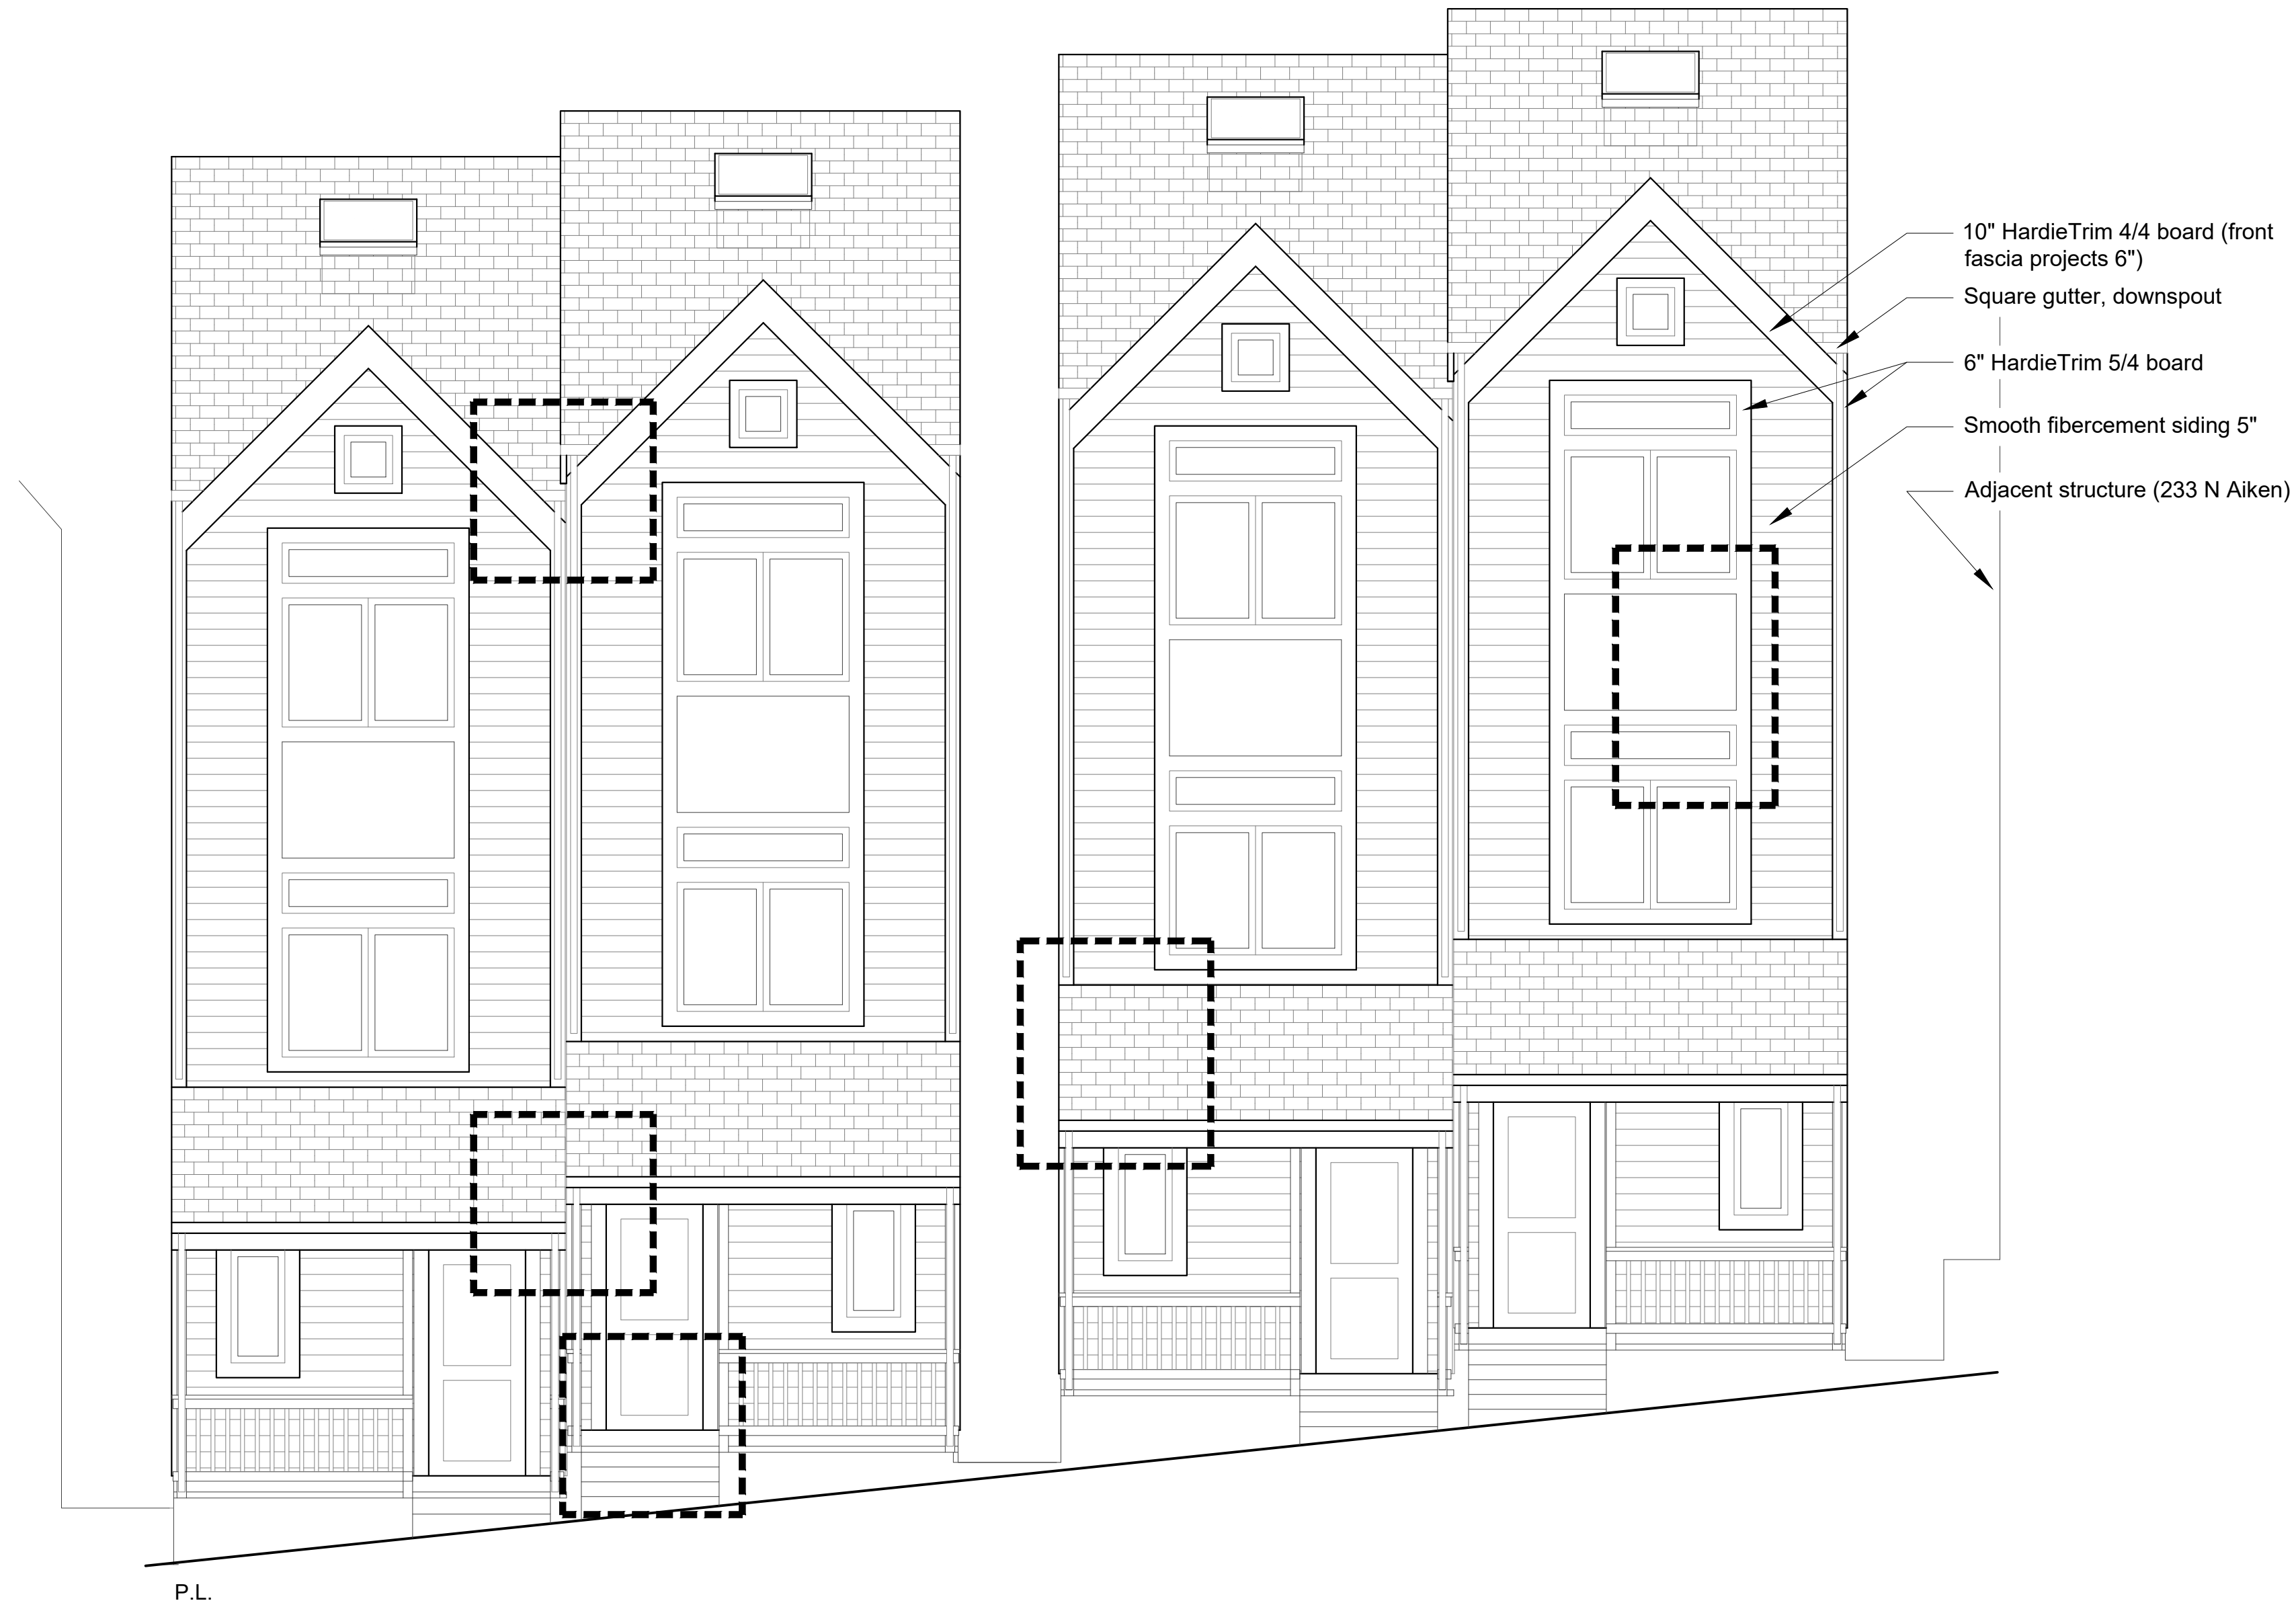 10" HardieTrim 4/4 board (front
fascia projects 6")
Square gutter, downspout
6" HardieTrim 5/4 board
Smooth fibercement siding 5"
Adjacent structure (233 N Aiken)
P.L.